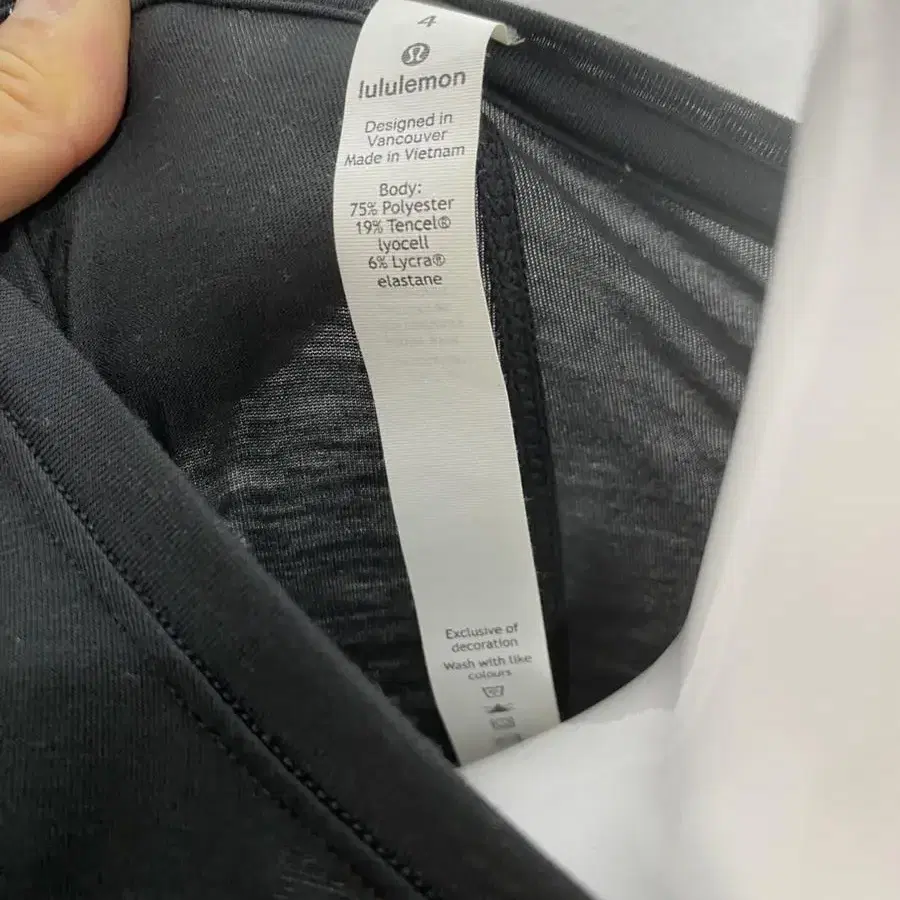 4
lululemon
Designed in
Vancouver
Made in Vietnam
Body:
75% Polyester
19% Tencel®
lyocell
6% Lycra®
elastane
Exclusive of
decoration
Wash with like
colours